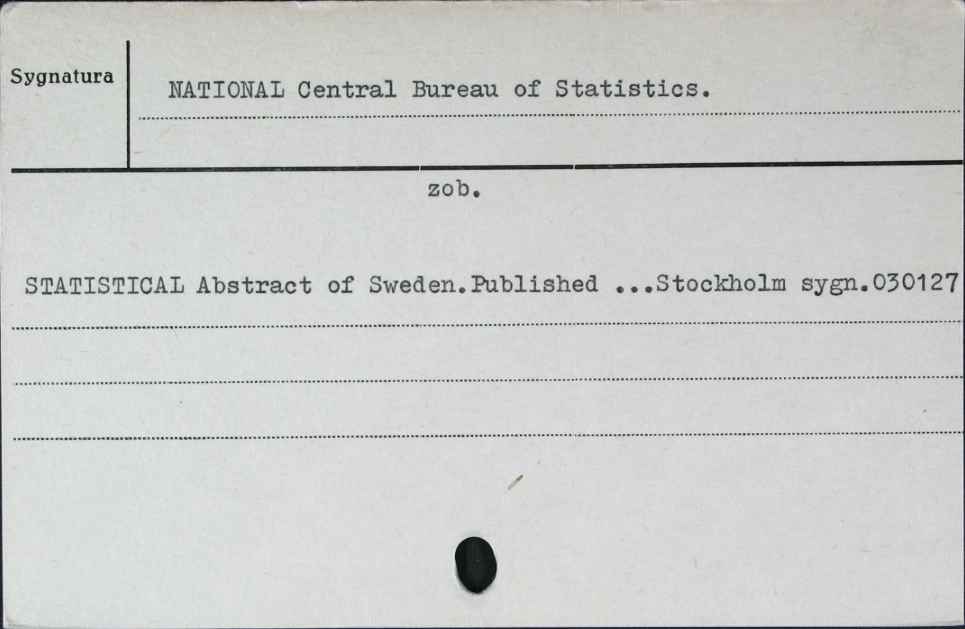 Sygnatura
NATIONAL Central Bureau of Statistics.
zob.
STATISTICAL Abstract of Sweden.Published ...Stockholm sygn.030127